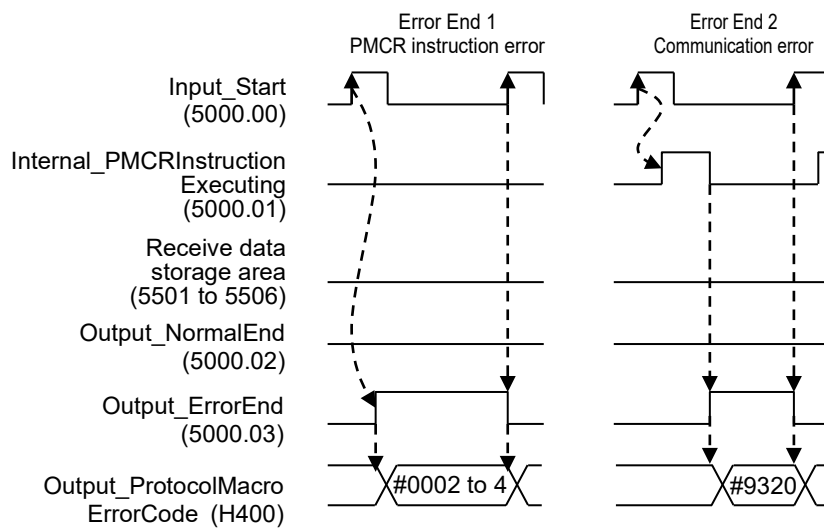 Error End 1
PMCR instruction error
Error End 2
Communication error
Input_Start
(5000.00)
Internal_PMCRInstruction
Executing
(5000.01)
Receive data
storage area
(5501 to 5506)
Output_NormalEnd
(5000.02)
Output_ErrorEnd
(5000.03)
Output_ProtocolMacro
ErrorCode (H400)
#0002 to 4
#9320